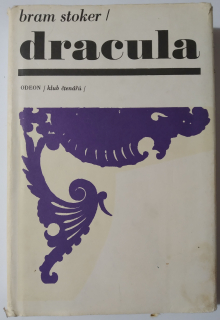 bram stoker /
dracula
ODEON / klub čtenářů /